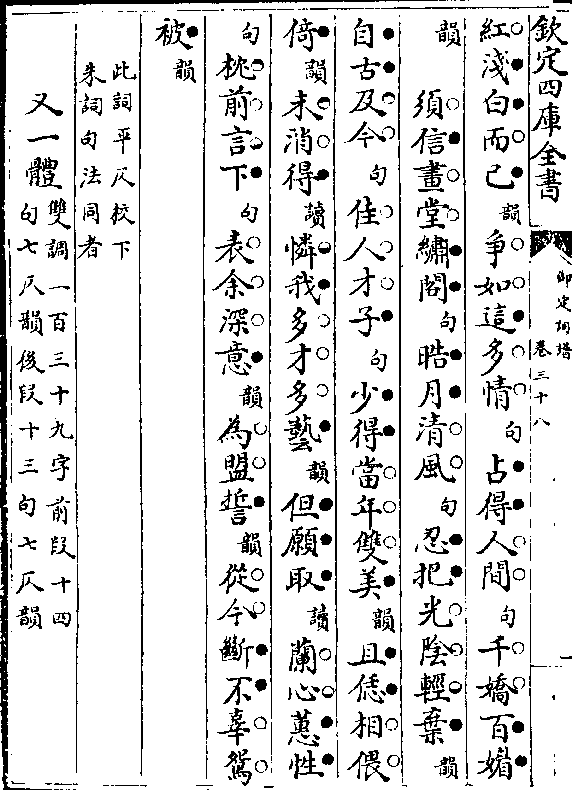 欽定四庫全書
御定詞譜
卷三十八
一
紅淺白而已韻爭如這多情句占得人間句千嬌百媚
韻須信畫堂繡閣句皓月清風句忍把光陰輕棄韻
自古及今句佳人才子句少得當年雙美韻且恁相偎
倚韻未消得讀憐我多才多藝韻但願取讀蘭心蕙性
句枕前言下句表余深意韻為盟誓韻從今斷不辜鴛
被韻
此詞平仄校下
朱詞句法同者
又一體雙調一百三十九字前段十四
句七仄韻後段十三句七仄韻